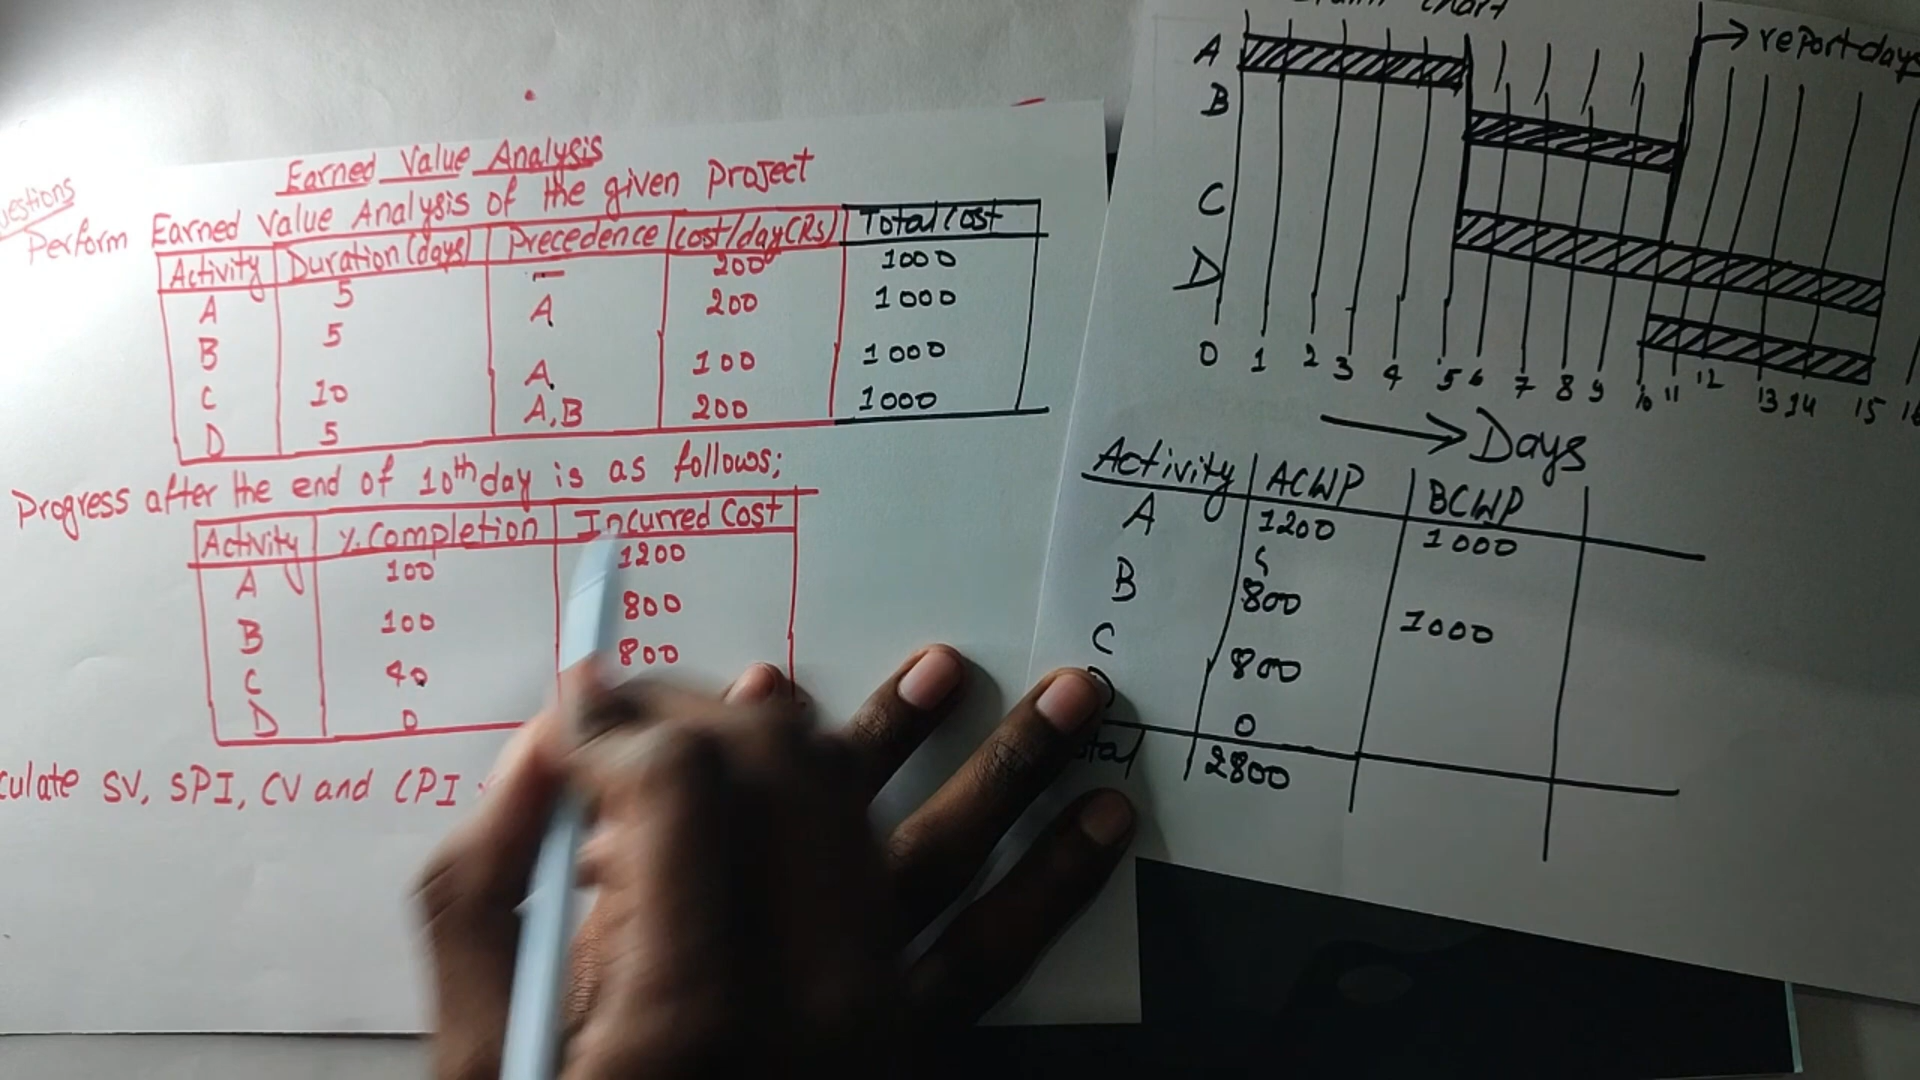 Earned Value Analysis
Perform Earned Value Analysis of the given Project
Activity Duration (days) Precedence Cost/day(Rs) Total Cost
A 5 — 200 1000
B 5 A 200 1000
C 10 A 100 1000
D 5 A,B 200 1000
Progress after the end of 10th day is as follows;
Activity %.Completion Incurred Cost
A 100 1200
B 100 800
C 40 800
D 0
SV, SPI, CV and CPI
Chart
→ reportdays
A
B
C
D
0 1 2 3 4 5 6 7 8 9 10 11 12 13 14 15 16
→ Days
Activity ACWP BCWP
A 1200 1000
B 800 1000
C 800
D 0
2800